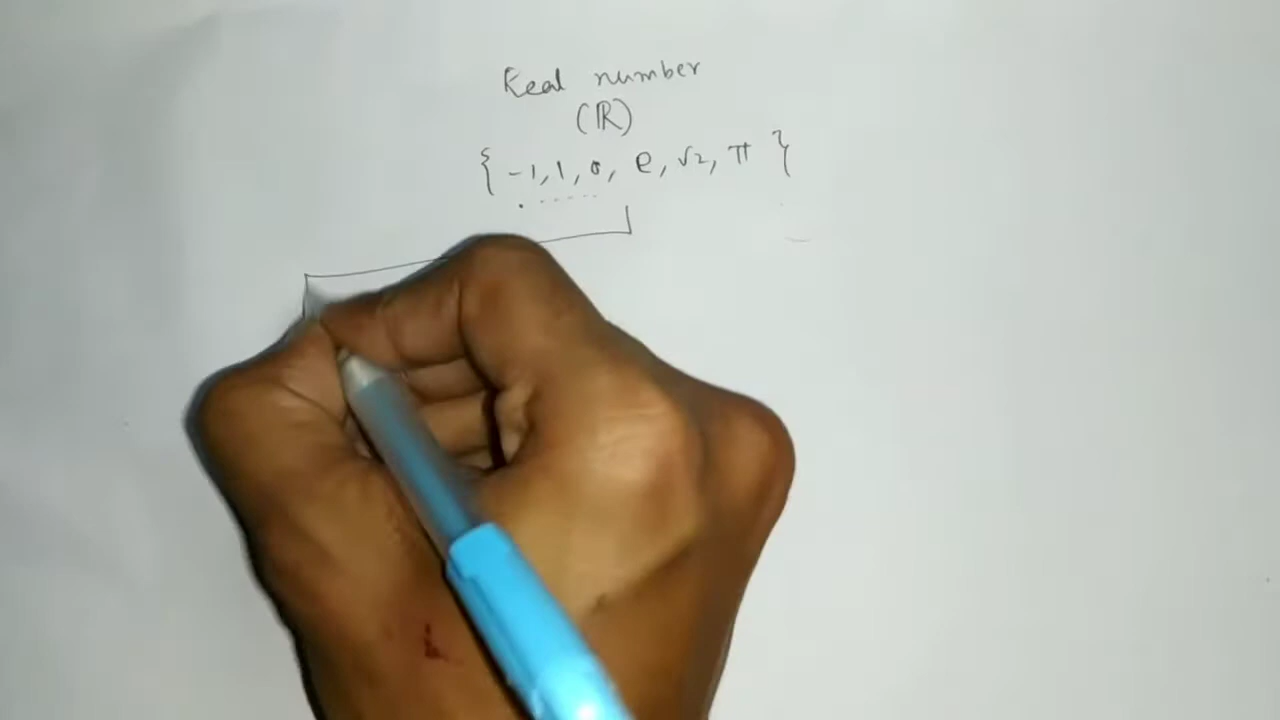 Real number
(ℝ)
{ -1, 1, 0, e, √2, π }